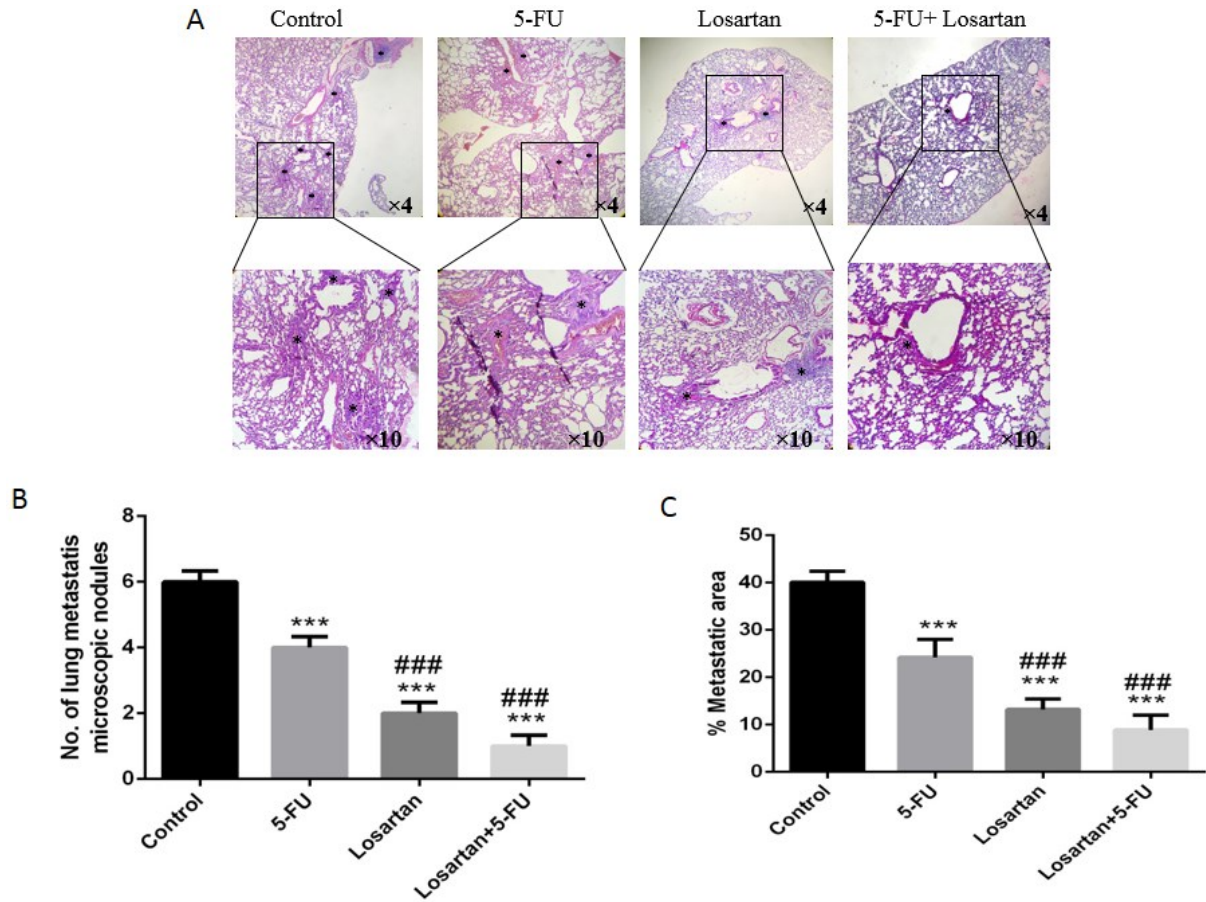 A
Control 5-FU Losartan 5-FU+ Losartan
×4 ×4 ×4 ×4
* * * * * * * *
×10 ×10 ×10 ×10
B
No. of lung metastatis
microscopic nodules
8
6
4
2
0
***
###
***
###
***
Control
5-FU
Losartan
Losartan+5-FU
C
% Metastatic area
50
40
30
20
10
0
***
###
***
###
***
Control
5-FU
Losartan
Losartan+5-FU